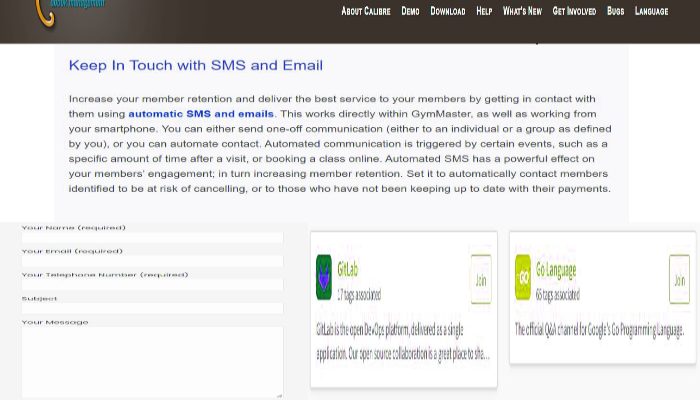 ebook management
About Calibre Demo Download Help What's New Get Involved Bugs Language
Keep In Touch with SMS and Email
Increase your member retention and deliver the best service to your members by getting in contact with
them using automatic SMS and emails. This works directly within GymMaster, as well as working from
your smartphone. You can either send one-off communication (either to an individual or a group as defined
by you), or you can automate contact. Automated communication is triggered by certain events, such as a
specific amount of time after a visit, or booking a class online. Automated SMS has a powerful effect on
your members' engagement; in turn increasing member retention. Set it to automatically contact members
identified to be at risk of cancelling, or to those who have not been keeping up to date with their payments.
Your Name (required)
Your Email (required)
Your Telephone Number (required)
Subject
Your Message
GitLab
17 tags associated
Join
GitLab is the open DevOps platform, delivered as a single
application. Our open source collaboration is a great place to sha...
GO
Go Language
65 tags associated
Join
The official Q&A channel for Google's Go Programming Language.